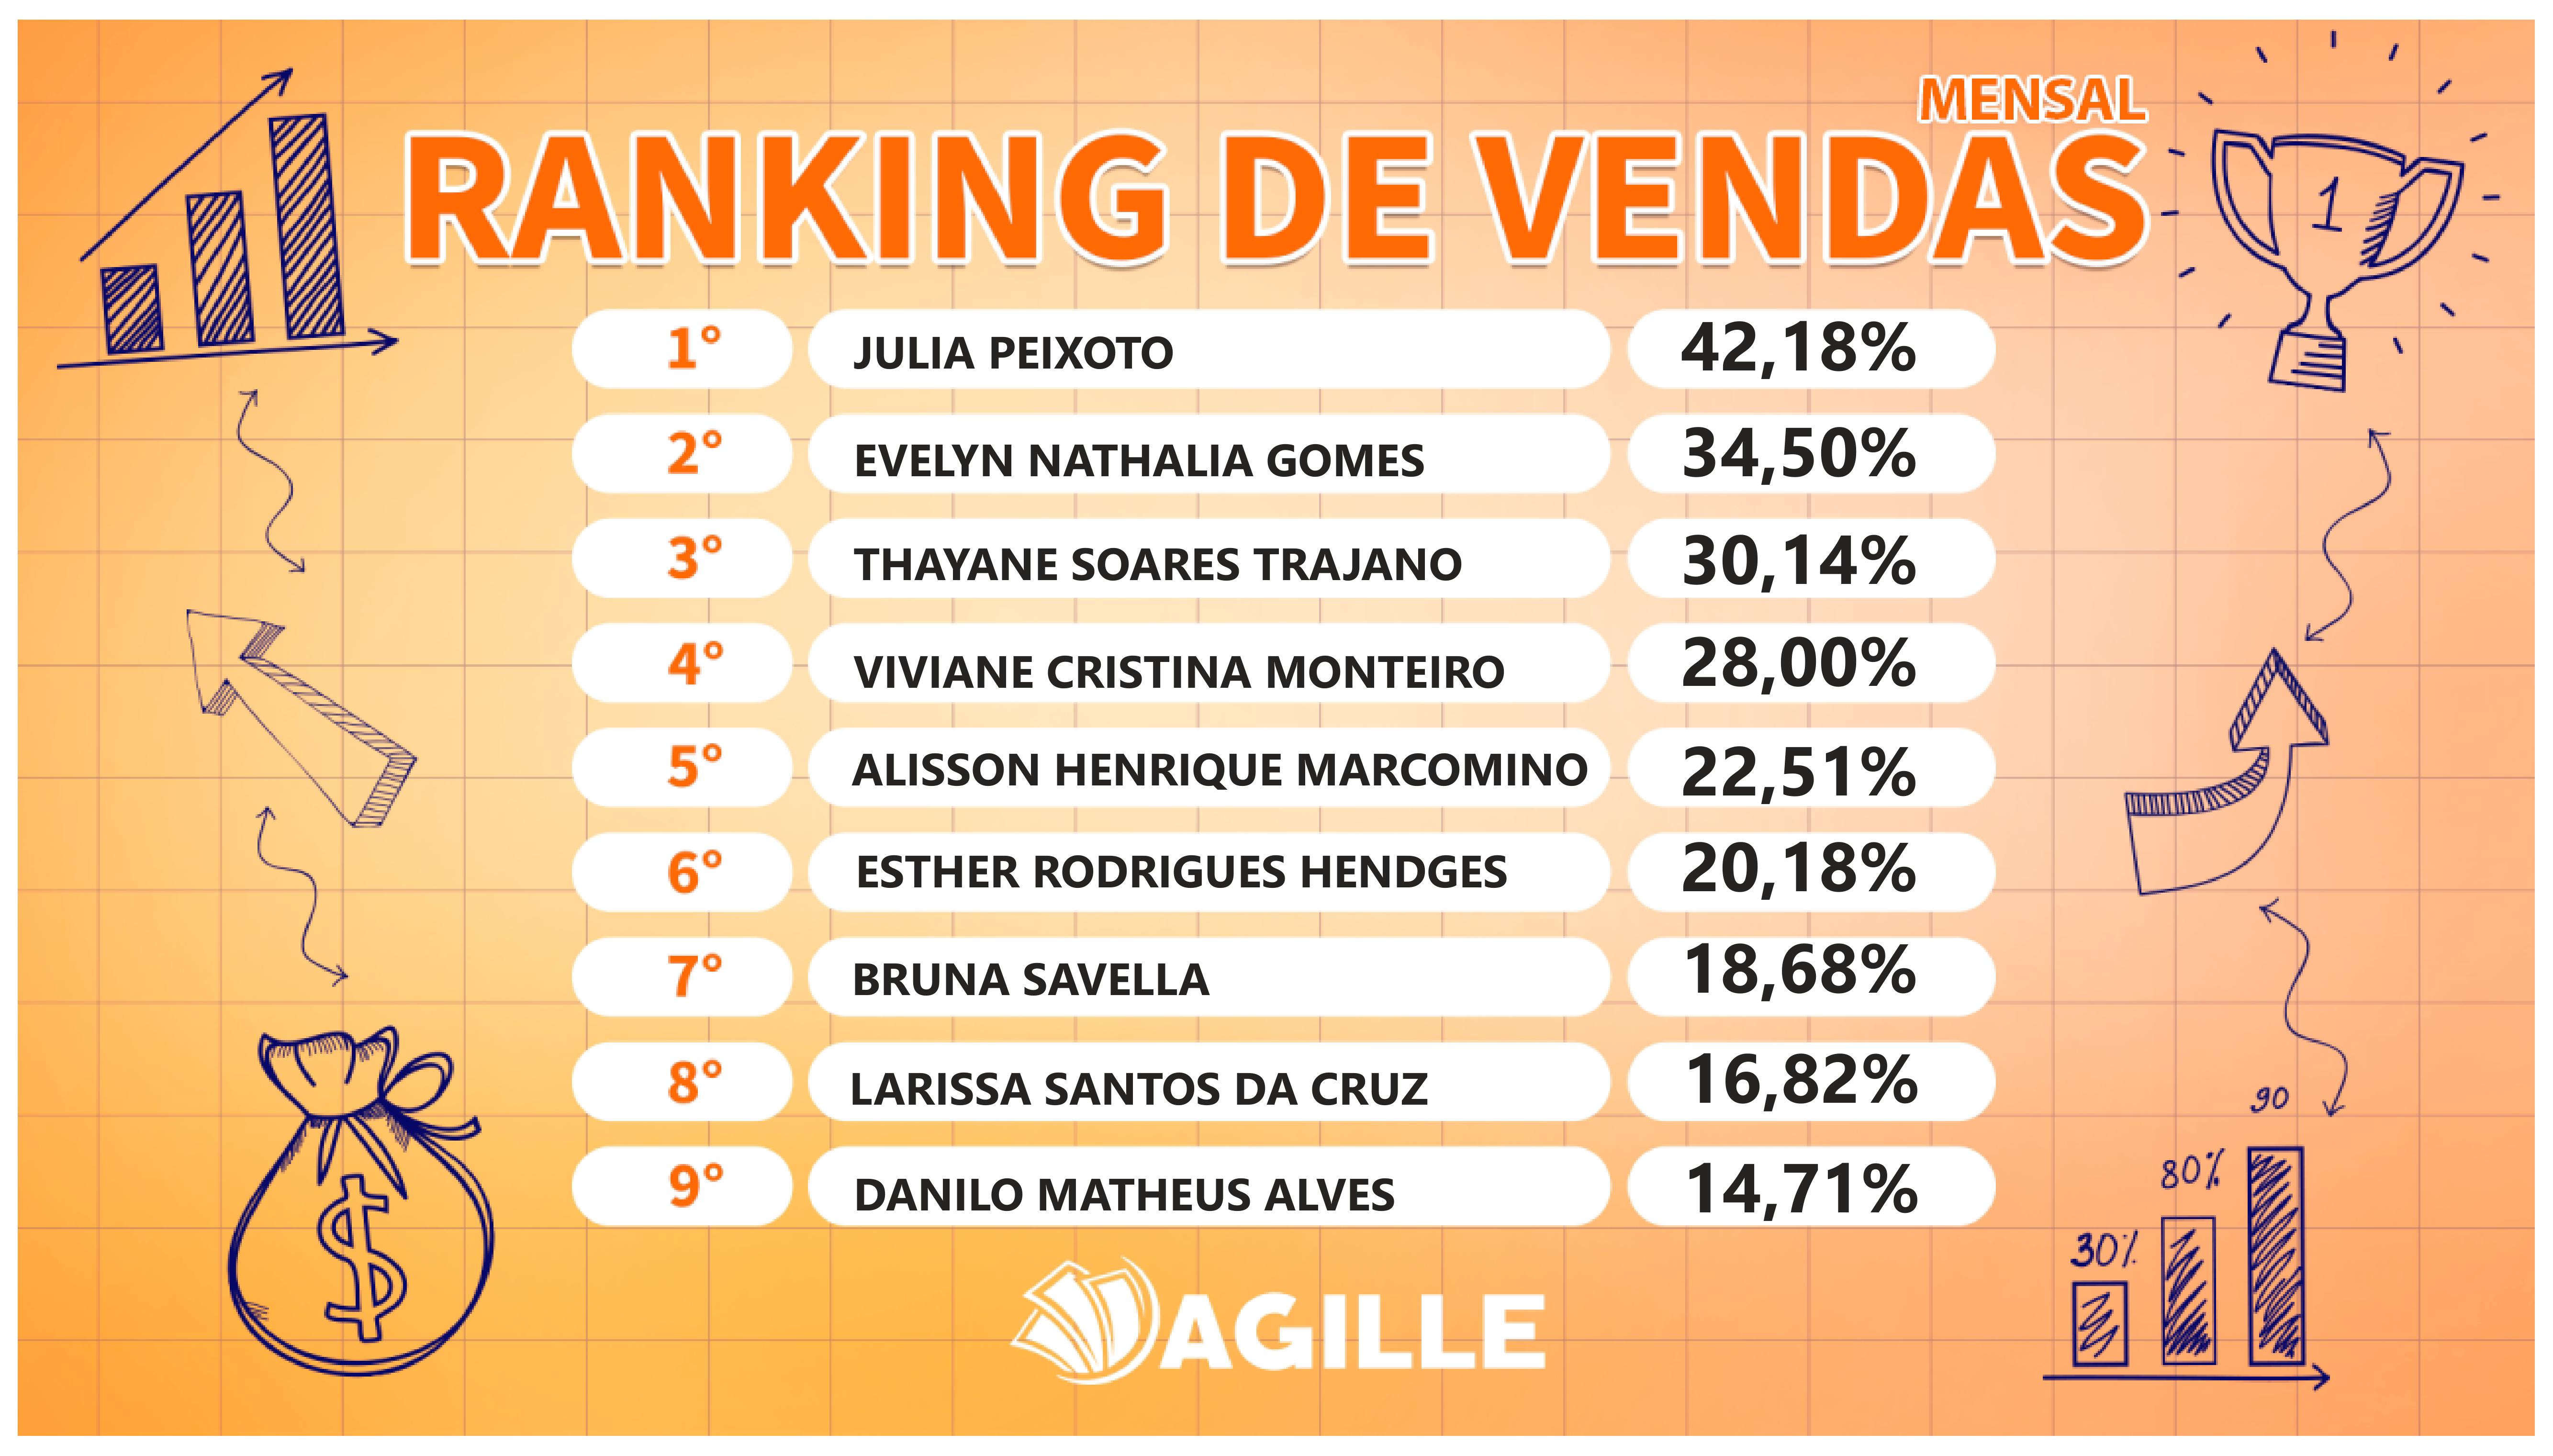 MENSAL
RANKING DE VENDAS
1
1° JULIA PEIXOTO 42,18%
2° EVELYN NATHALIA GOMES 34,50%
3° THAYANE SOARES TRAJANO 30,14%
4° VIVIANE CRISTINA MONTEIRO 28,00%
5° ALISSON HENRIQUE MARCOMINO 22,51%
6° ESTHER RODRIGUES HENDGES 20,18%
7° BRUNA SAVELLA 18,68%
8° LARISSA SANTOS DA CRUZ 16,82%
9° DANILO MATHEUS ALVES 14,71%
90
80%
30%
$
AGILLE